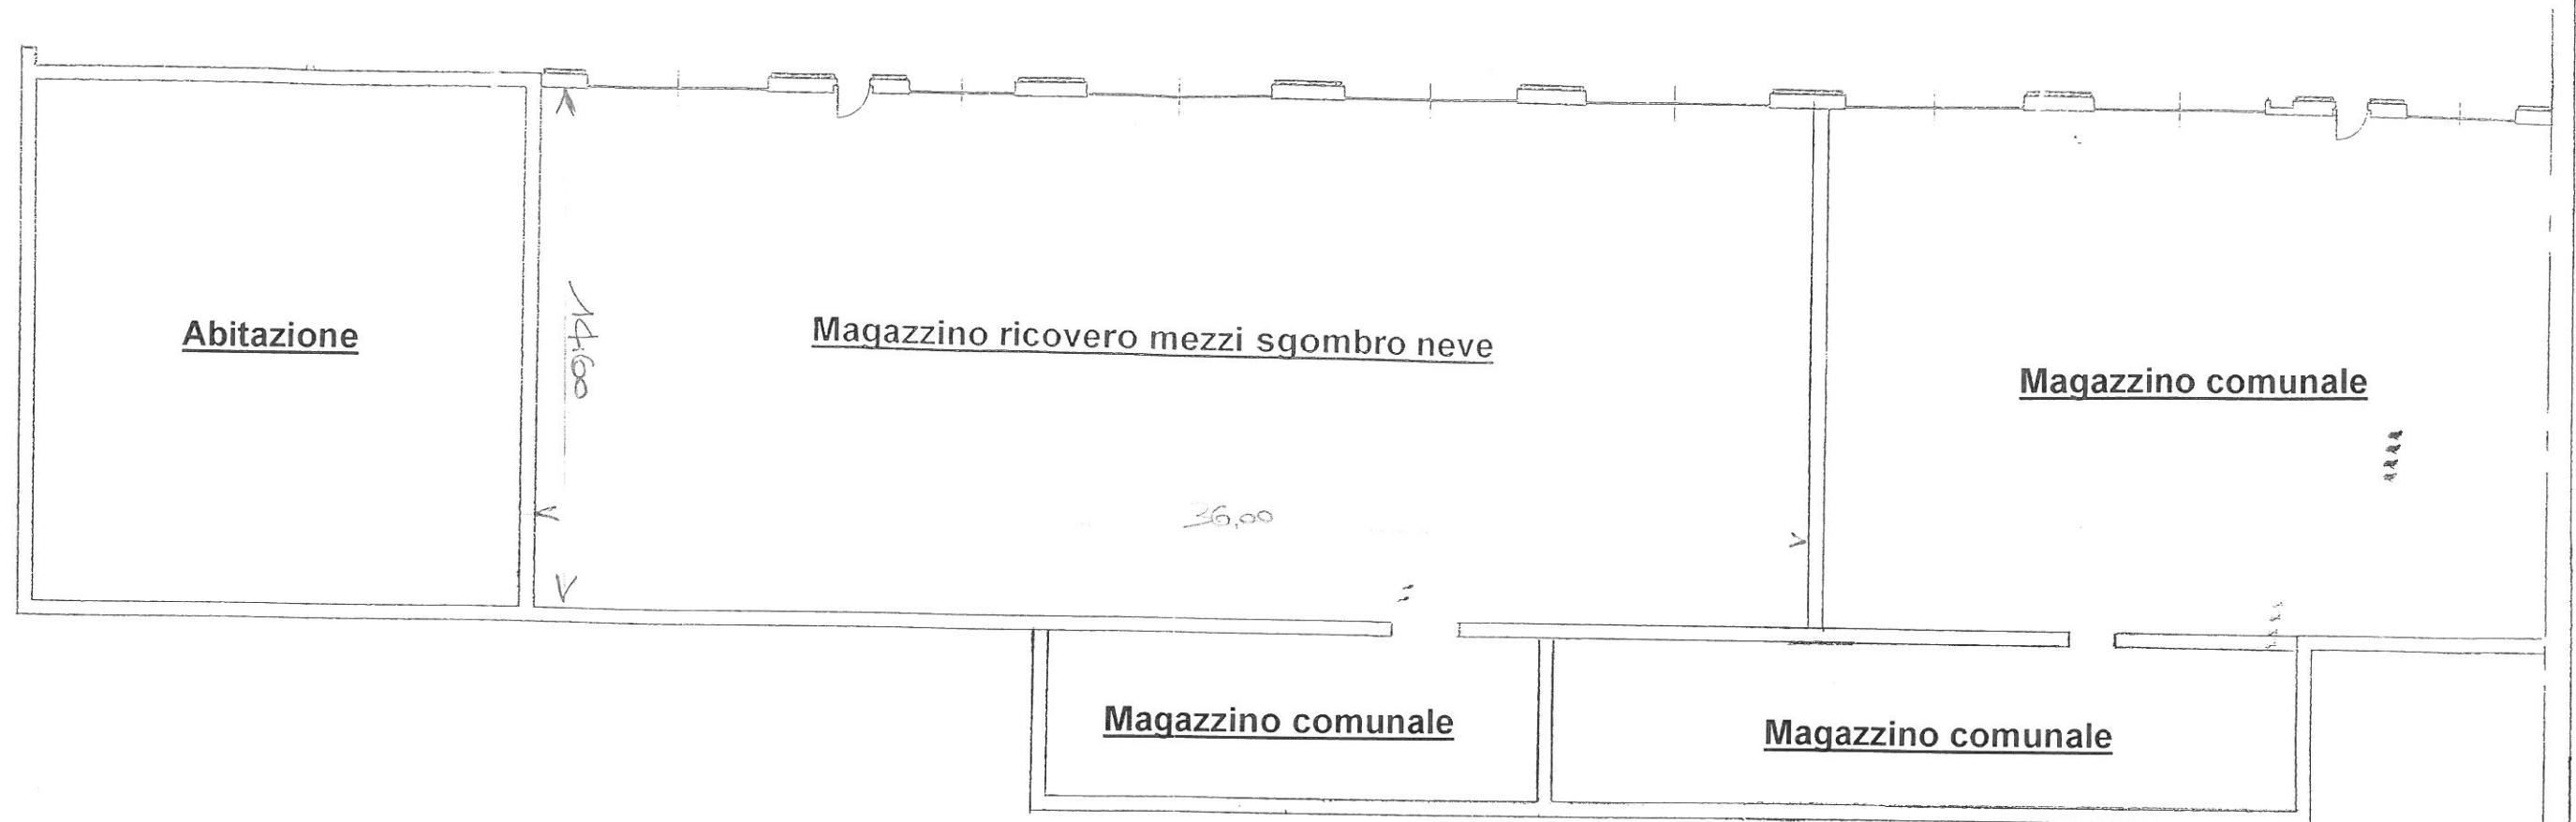 Abitazione
Magazzino ricovero mezzi sgombro neve
Magazzino comunale
14,60
36,00
Magazzino comunale
Magazzino comunale